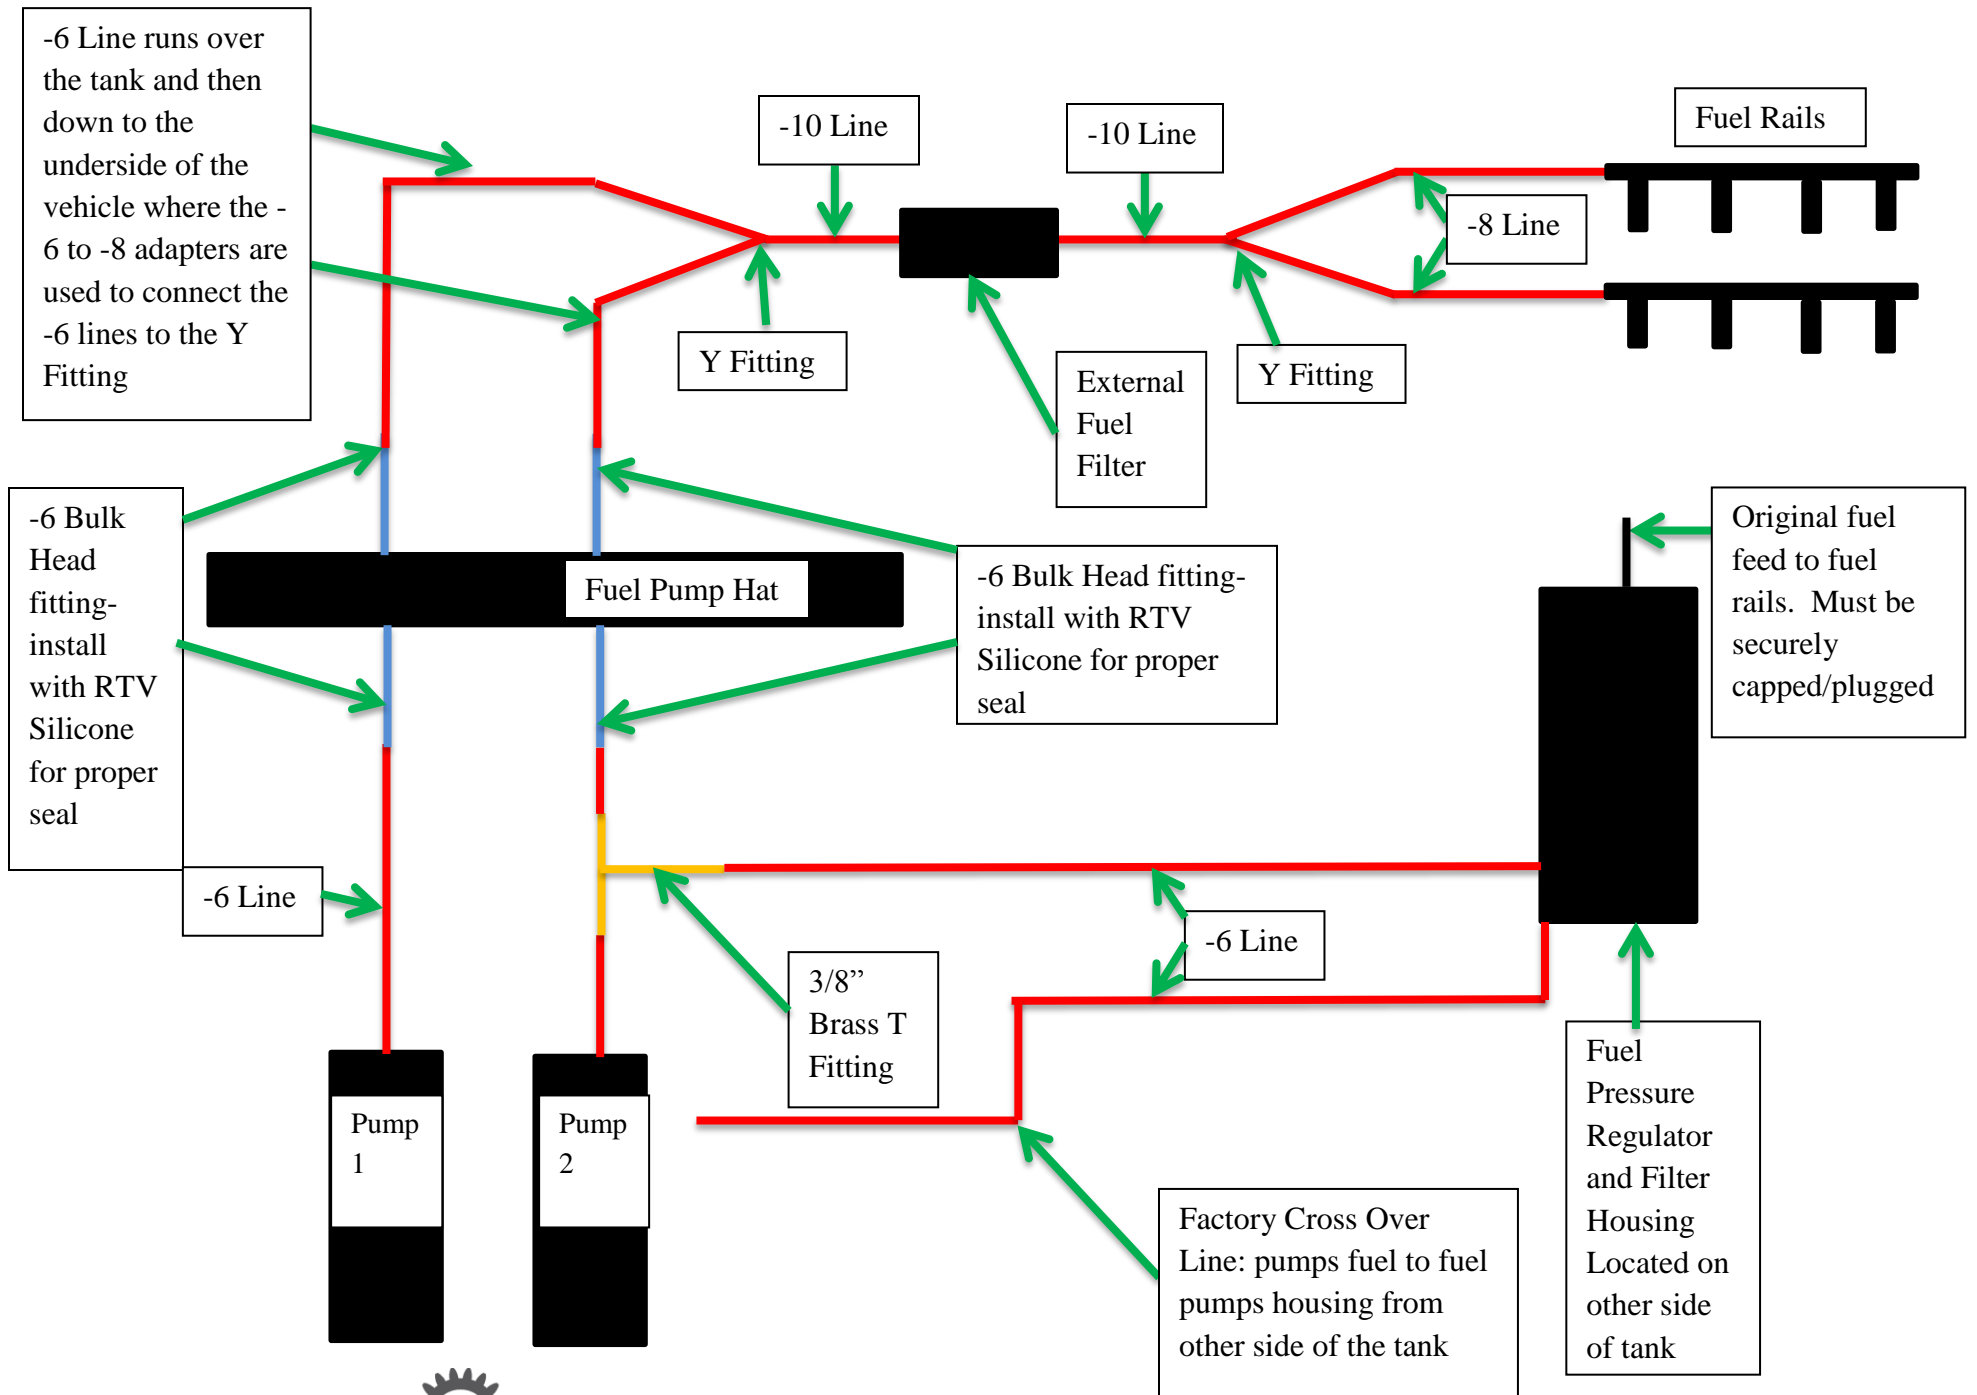 -6 Line runs over
the tank and then
down to the
underside of the
vehicle where the -
6 to -8 adapters are
used to connect the
-6 lines to the Y
Fitting
-10 Line
-10 Line
Fuel Rails
-8 Line
Y Fitting
External
Fuel
Filter
Y Fitting
-6 Bulk
Head
fitting-
install
with RTV
Silicone
for proper
seal
Fuel Pump Hat
-6 Bulk Head fitting-
install with RTV
Silicone for proper
seal
Original fuel
feed to fuel
rails.  Must be
securely
capped/plugged
-6 Line
3/8”
Brass T
Fitting
-6 Line
Pump
1
Pump
2
Factory Cross Over
Line: pumps fuel to fuel
pumps housing from
other side of the tank
Fuel
Pressure
Regulator
and Filter
Housing
Located on
other side
of tank